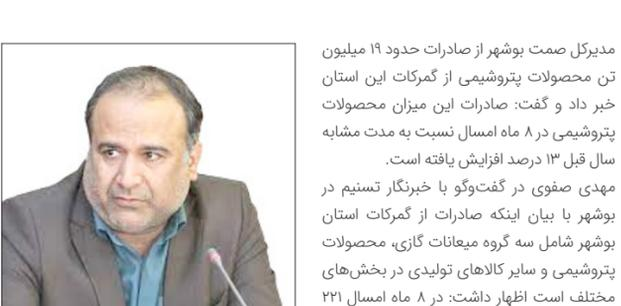 مدیرکل صمت بوشهر از صادرات حدود ۱۹ میلیون
تن محصولات پتروشیمی از گمرکات این استان
خبر داد و گفت: صادرات این میزان محصولات
پتروشیمی در ۸ ماه امسال نسبت به مدت مشابه
سال قبل ۱۳ درصد افزایش یافته است.
مهدی صفوی در گفت‌وگو با خبرنگار تسنیم در
بوشهر با بیان اینکه صادرات از گمرکات استان
بوشهر شامل سه گروه میعانات گازی، محصولات
پتروشیمی و سایر کالاهای تولیدی در بخش‌های
مختلف است اظهار داشت: در ۸ ماه امسال ۲۲۱